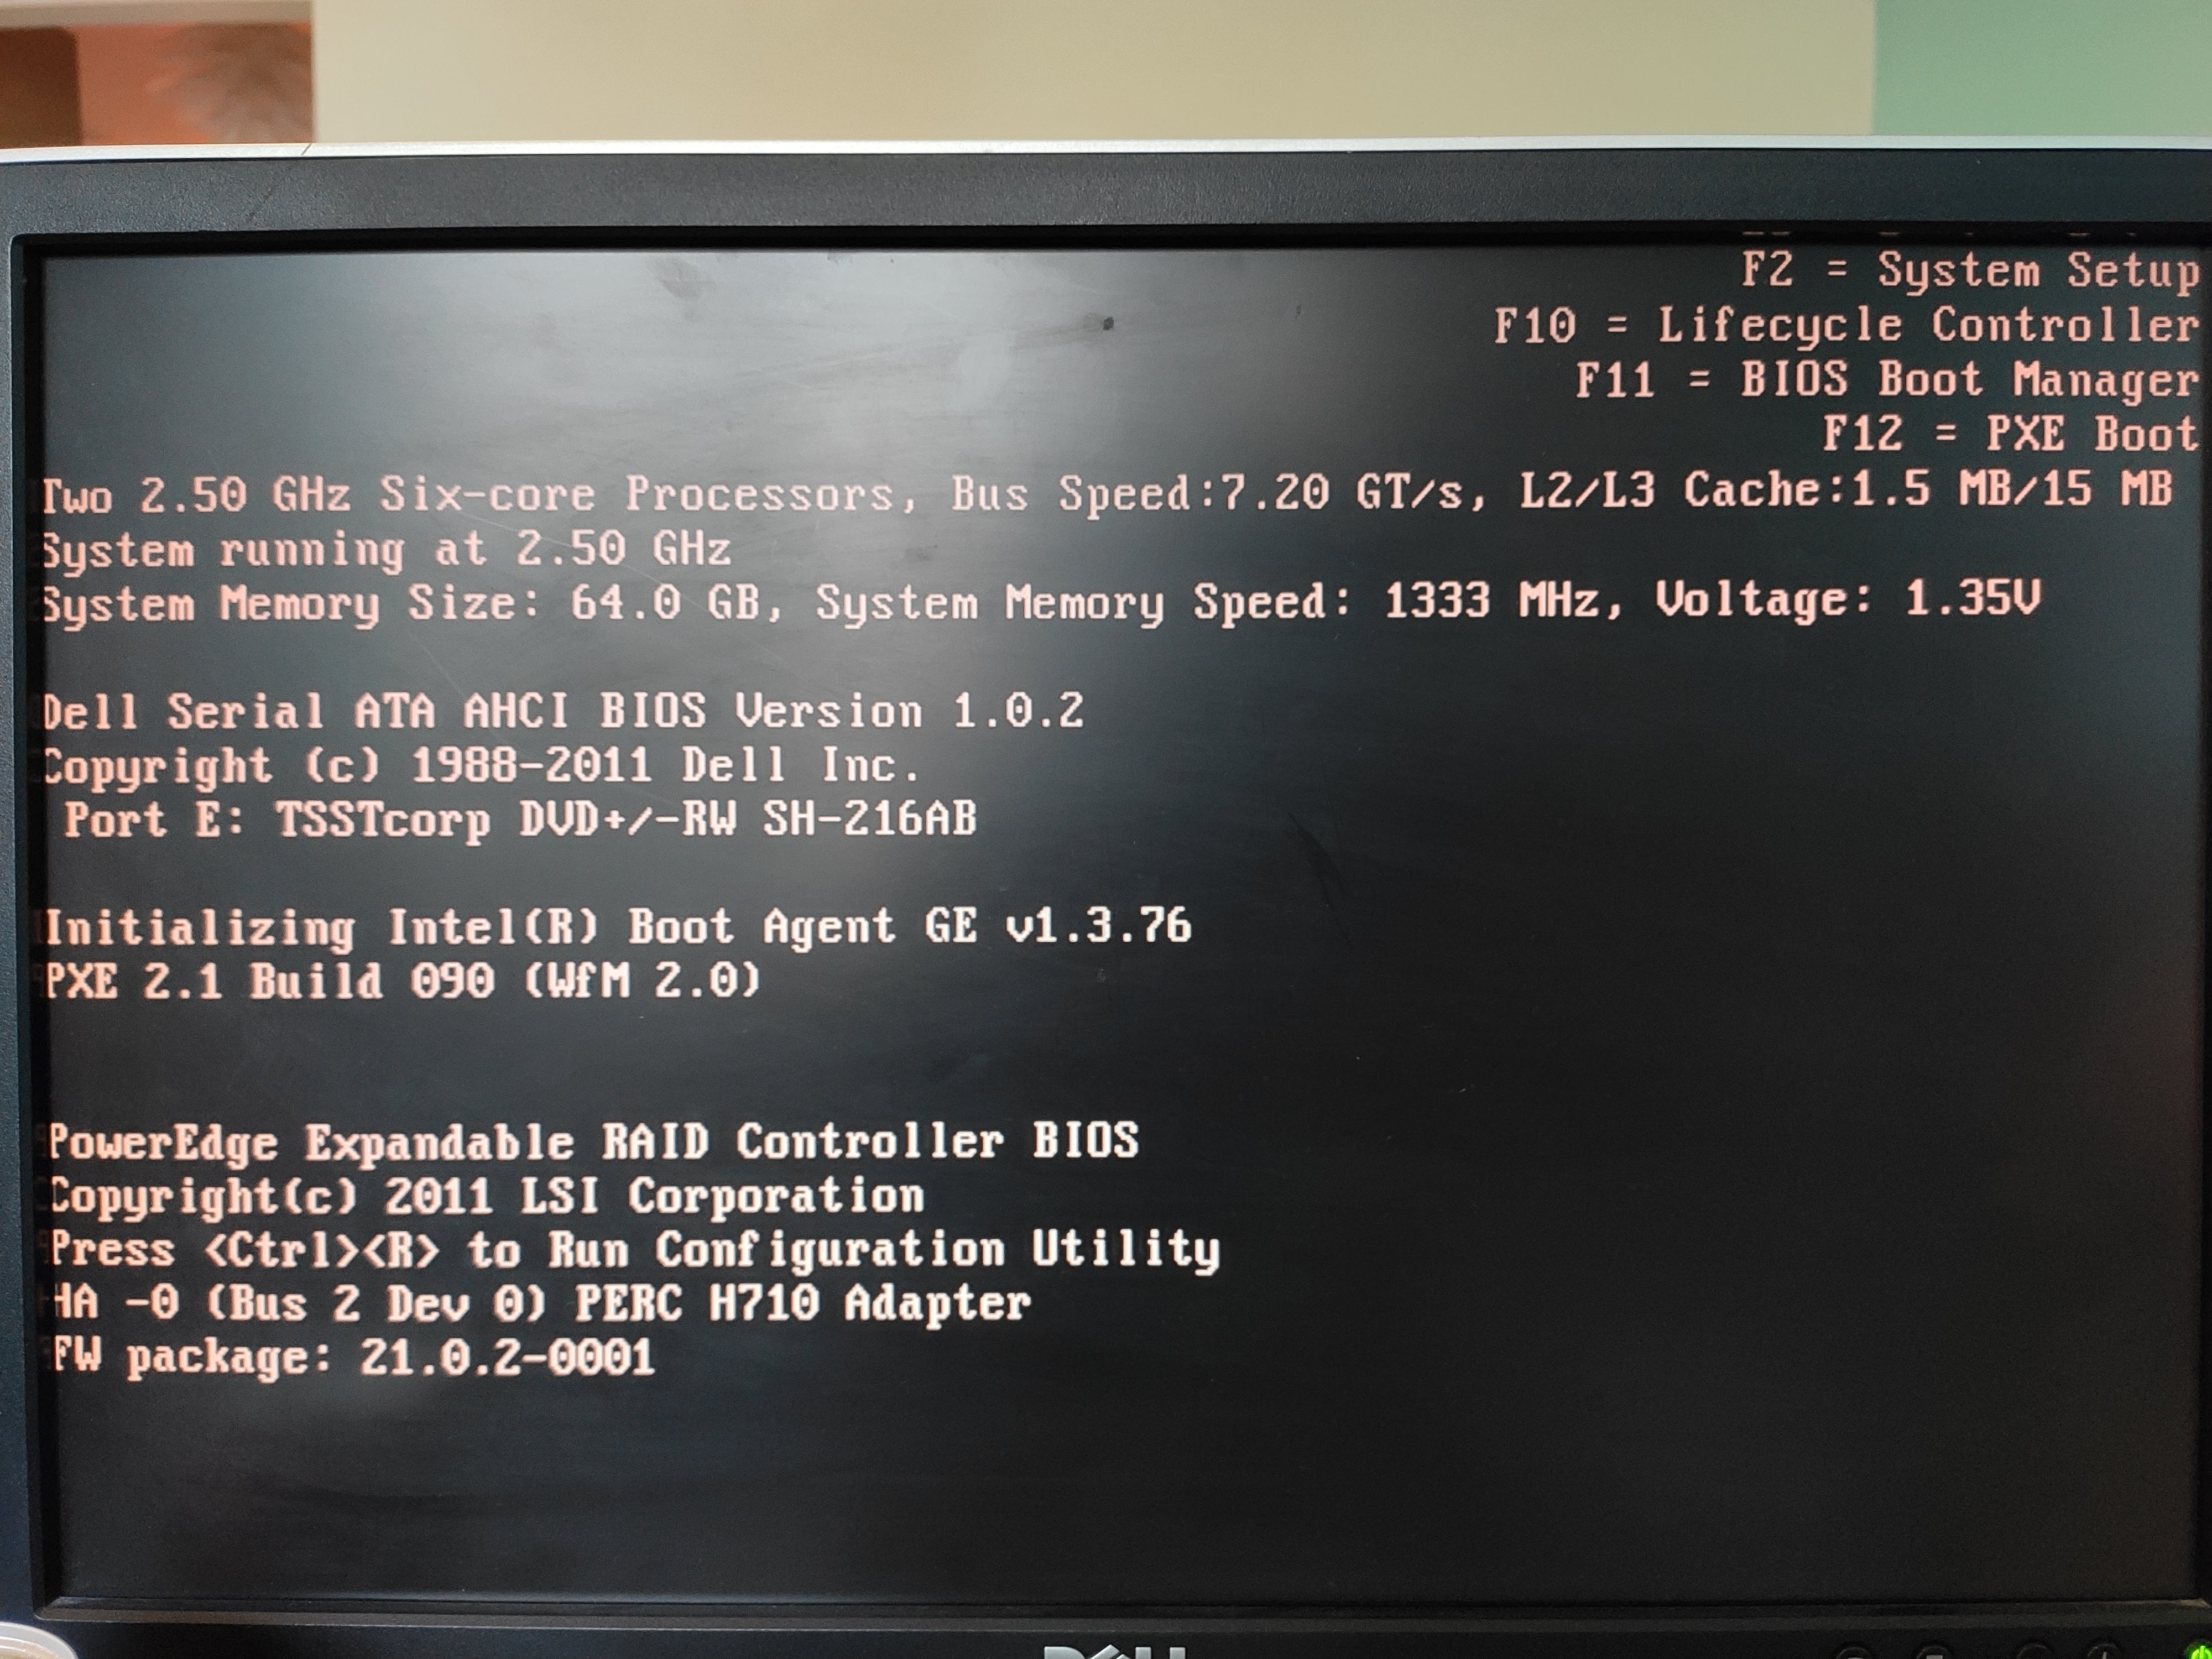 F2 = System Setup
F10 = Lifecycle Controller
F11 = BIOS Boot Manager
F12 = PXE Boot
Two 2.50 GHz Six-core Processors, Bus Speed:7.20 GT/s, L2/L3 Cache:1.5 MB/15 MB
System running at 2.50 GHz
System Memory Size: 64.0 GB, System Memory Speed: 1333 MHz, Voltage: 1.35V
Dell Serial ATA AHCI BIOS Version 1.0.2
Copyright (c) 1988-2011 Dell Inc.
Port E: TSSTcorp DVD+/-RW SH-216AB
Initializing Intel(R) Boot Agent GE v1.3.76
PXE 2.1 Build 090 (WfM 2.0)
PowerEdge Expandable RAID Controller BIOS
Copyright(c) 2011 LSI Corporation
Press <Ctrl><R> to Run Configuration Utility
HA -0 (Bus 2 Dev 0) PERC H710 Adapter
FW package: 21.0.2-0001
DELL